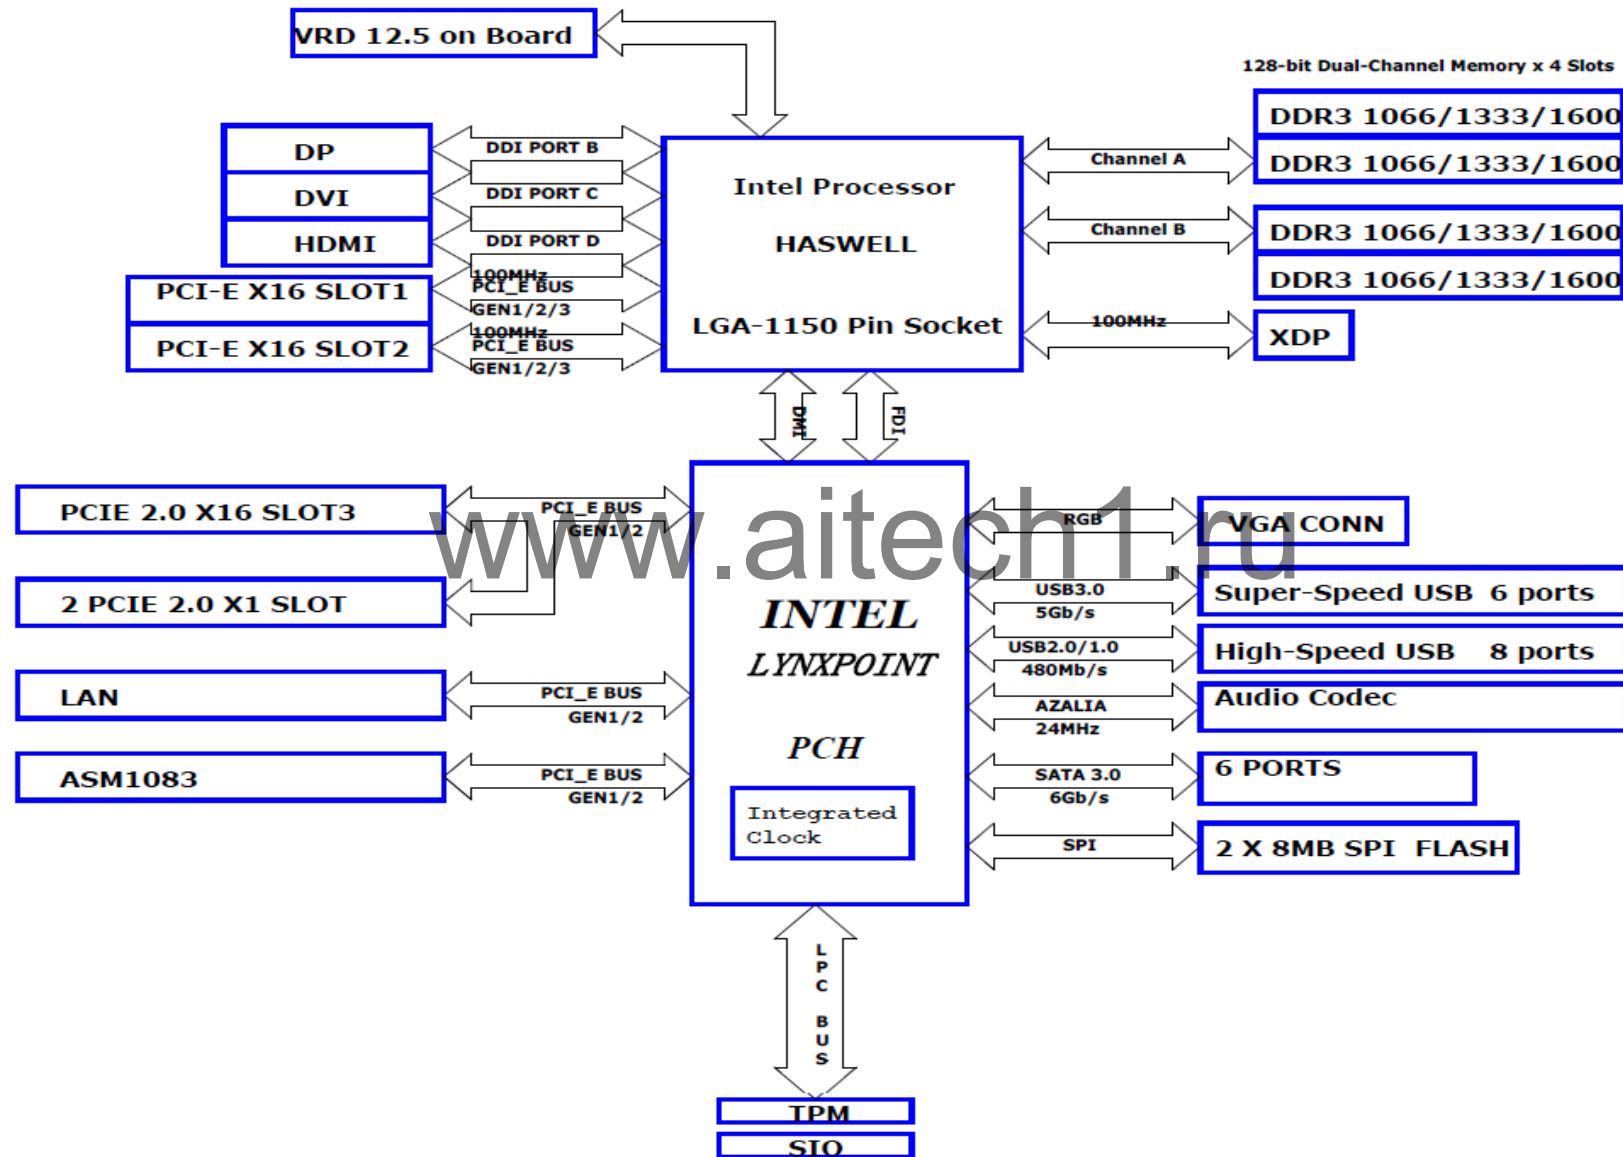 VRD 12.5 on Board
128-bit Dual-Channel Memory x 4 Slots
DDR3 1066/1333/1600
DDR3 1066/1333/1600
DDR3 1066/1333/1600
DDR3 1066/1333/1600
Channel A
Channel B
100MHz
XDP
DP
DVI
HDMI
PCI-E X16 SLOT1
PCI-E X16 SLOT2
DDI PORT B
DDI PORT C
DDI PORT D
100MHz
PCI_E BUS
GEN1/2/3
100MHz
PCI_E BUS
GEN1/2/3
Intel Processor
HASWELL
LGA-1150 Pin Socket
DMI
FDI
PCIE 2.0 X16 SLOT3
2 PCIE 2.0 X1 SLOT
LAN
ASM1083
PCI_E BUS
GEN1/2
PCI_E BUS
GEN1/2
PCI_E BUS
GEN1/2
www.aitech1.ru
INTEL
LYNXPOINT
PCH
Integrated
Clock
RGB
VGA CONN
USB3.0
5Gb/s
Super-Speed USB 6 ports
USB2.0/1.0
480Mb/s
High-Speed USB 8 ports
AZALIA
24MHz
Audio Codec
SATA 3.0
6Gb/s
6 PORTS
SPI
2 X 8MB SPI FLASH
LPC BUS
TPM
SIO